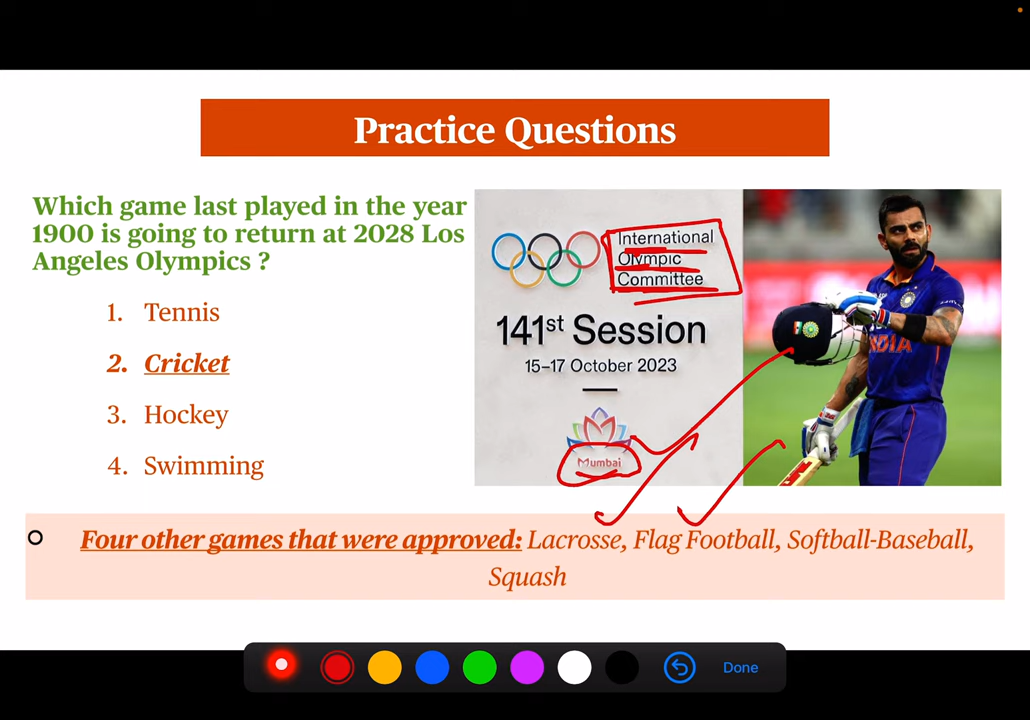 Practice Questions
Which game last played in the year
1900 is going to return at 2028 Los
Angeles Olympics ?
1. Tennis
2. Cricket
3. Hockey
4. Swimming
International
Olympic
Committee
141st Session
15–17 October 2023
Mumbai
INDIA
Four other games that were approved: Lacrosse, Flag Football, Softball-Baseball,
Squash
Done